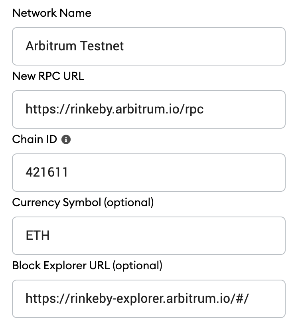 Network Name
Arbitrum Testnet
New RPC URL
https://rinkeby.arbitrum.io/rpc
Chain ID
421611
Currency Symbol (optional)
ETH
Block Explorer URL (optional)
https://rinkeby-explorer.arbitrum.io/#/